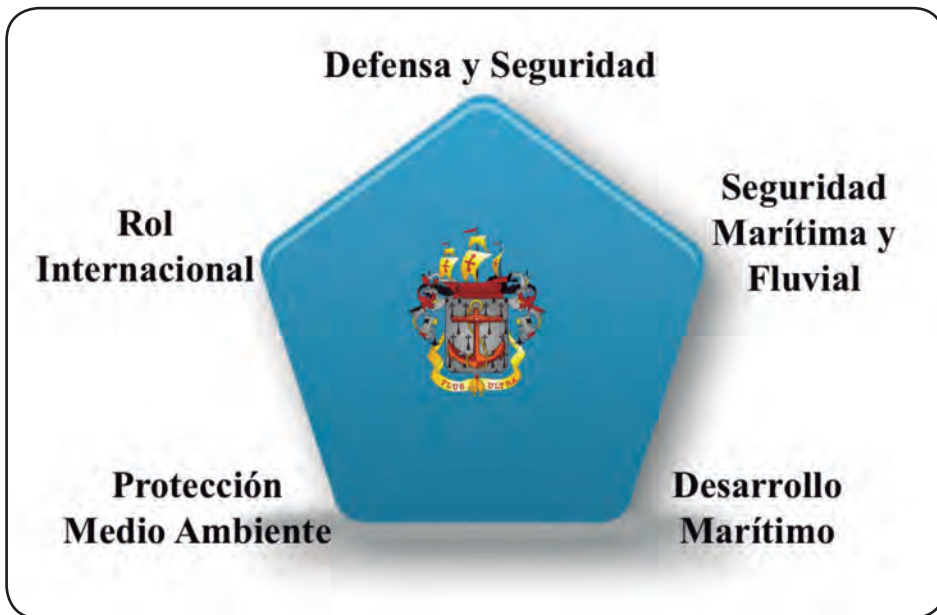 Defensa y Seguridad
Seguridad
Marítima y
Fluvial
Rol
Internacional
PLUS ULTRA
Protección
Medio Ambiente
Desarrollo
Marítimo